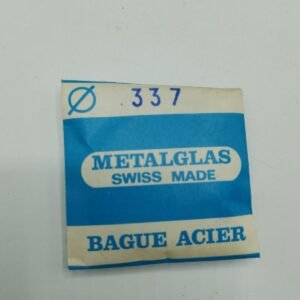 Ø 337
METALGLAS
SWISS MADE
BAGUE ACIER